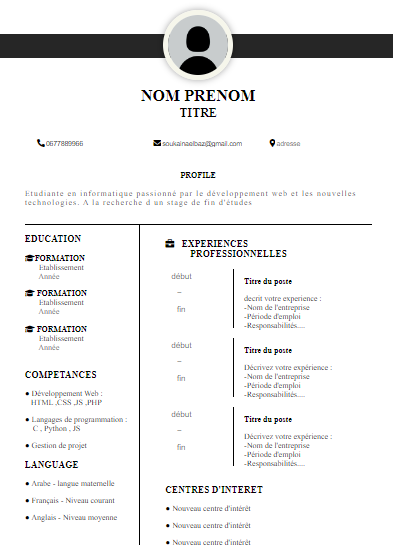 NOM PRENOM
TITRE
0677889966
soukainaelbaz@gmail.com
adresse
PROFILE
Etudiante en informatique passionné par le développement web et les nouvelles
technologies. A la recherche d un stage de fin d'études
EDUCATION
FORMATION
Etablissement
Année
FORMATION
Etablissement
Année
FORMATION
Etablissement
Année
COMPETANCES
● Développement Web :
HTML ,CSS ,JS ,PHP
● Langages de programmation :
C , Python , JS
● Gestion de projet
LANGUAGE
● Arabe - langue maternelle
● Français - Niveau courant
● Anglais - Niveau moyenne
EXPERIENCES
PROFESSIONNELLES
début
–
fin
Titre du poste
decrit votre experience :
-Nom de l'entreprise
-Période d'emploi
-Responsabilités....
début
–
fin
Titre du poste
Décrivez votre expérience :
-Nom de l'entreprise
-Période d'emploi
-Responsabilités....
début
–
fin
Titre du poste
Décrivez votre expérience :
-Nom de l'entreprise
-Période d'emploi
-Responsabilités....
CENTRES D'INTERET
● Nouveau centre d'intérêt
● Nouveau centre d'intérêt
● Nouveau centre d'intérêt